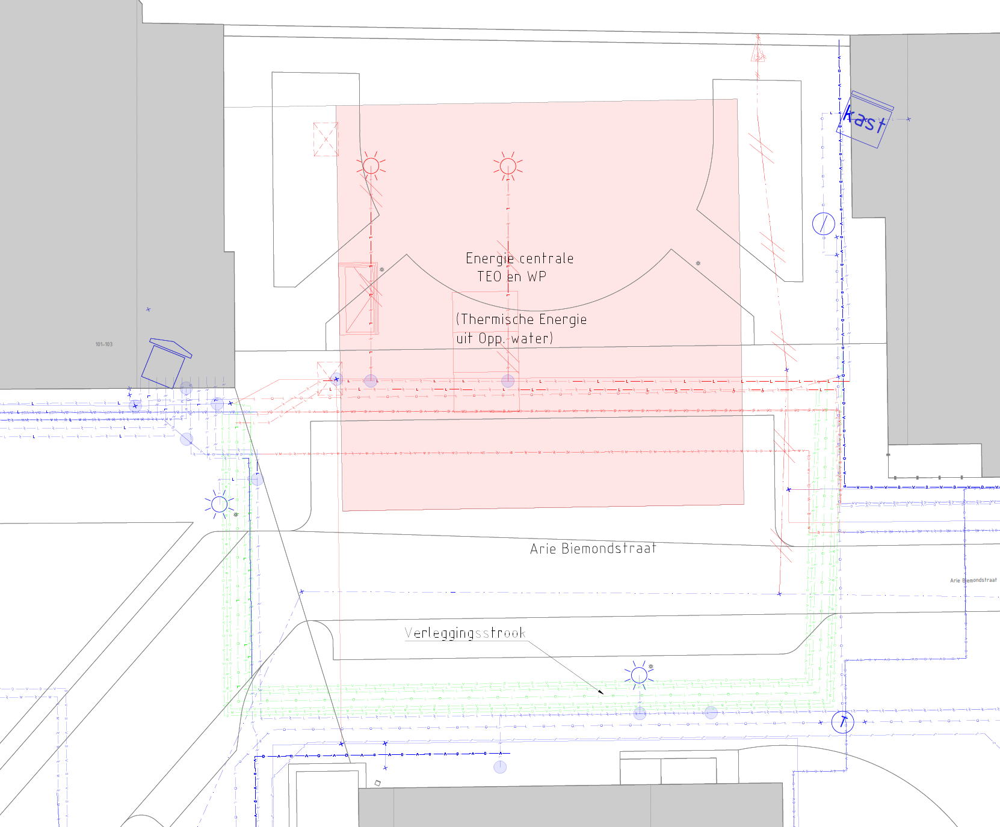 kast
Energie centrale
TEO en WP
(Thermische Energie
uit Opp. water)
101-103
Arie Biemondstraat
Arie Biemondstraat
Verleggingsstrook
T